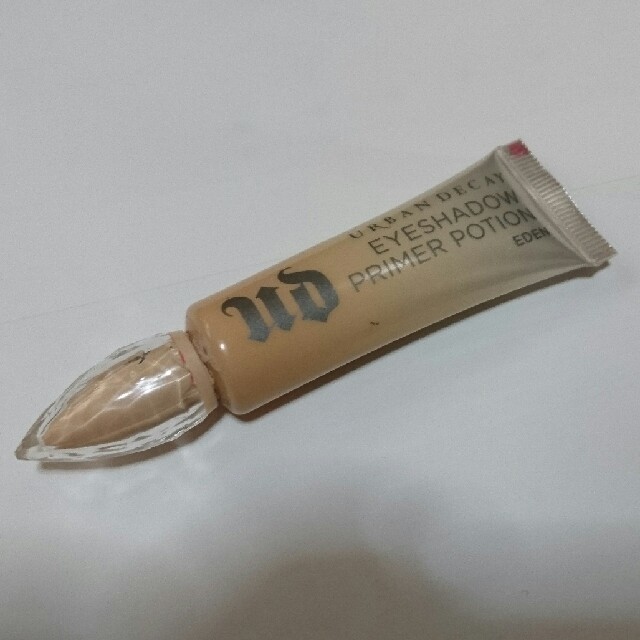 URBAN DECAY
EYESHADOW
PRIMER POTION
EDEN
UD